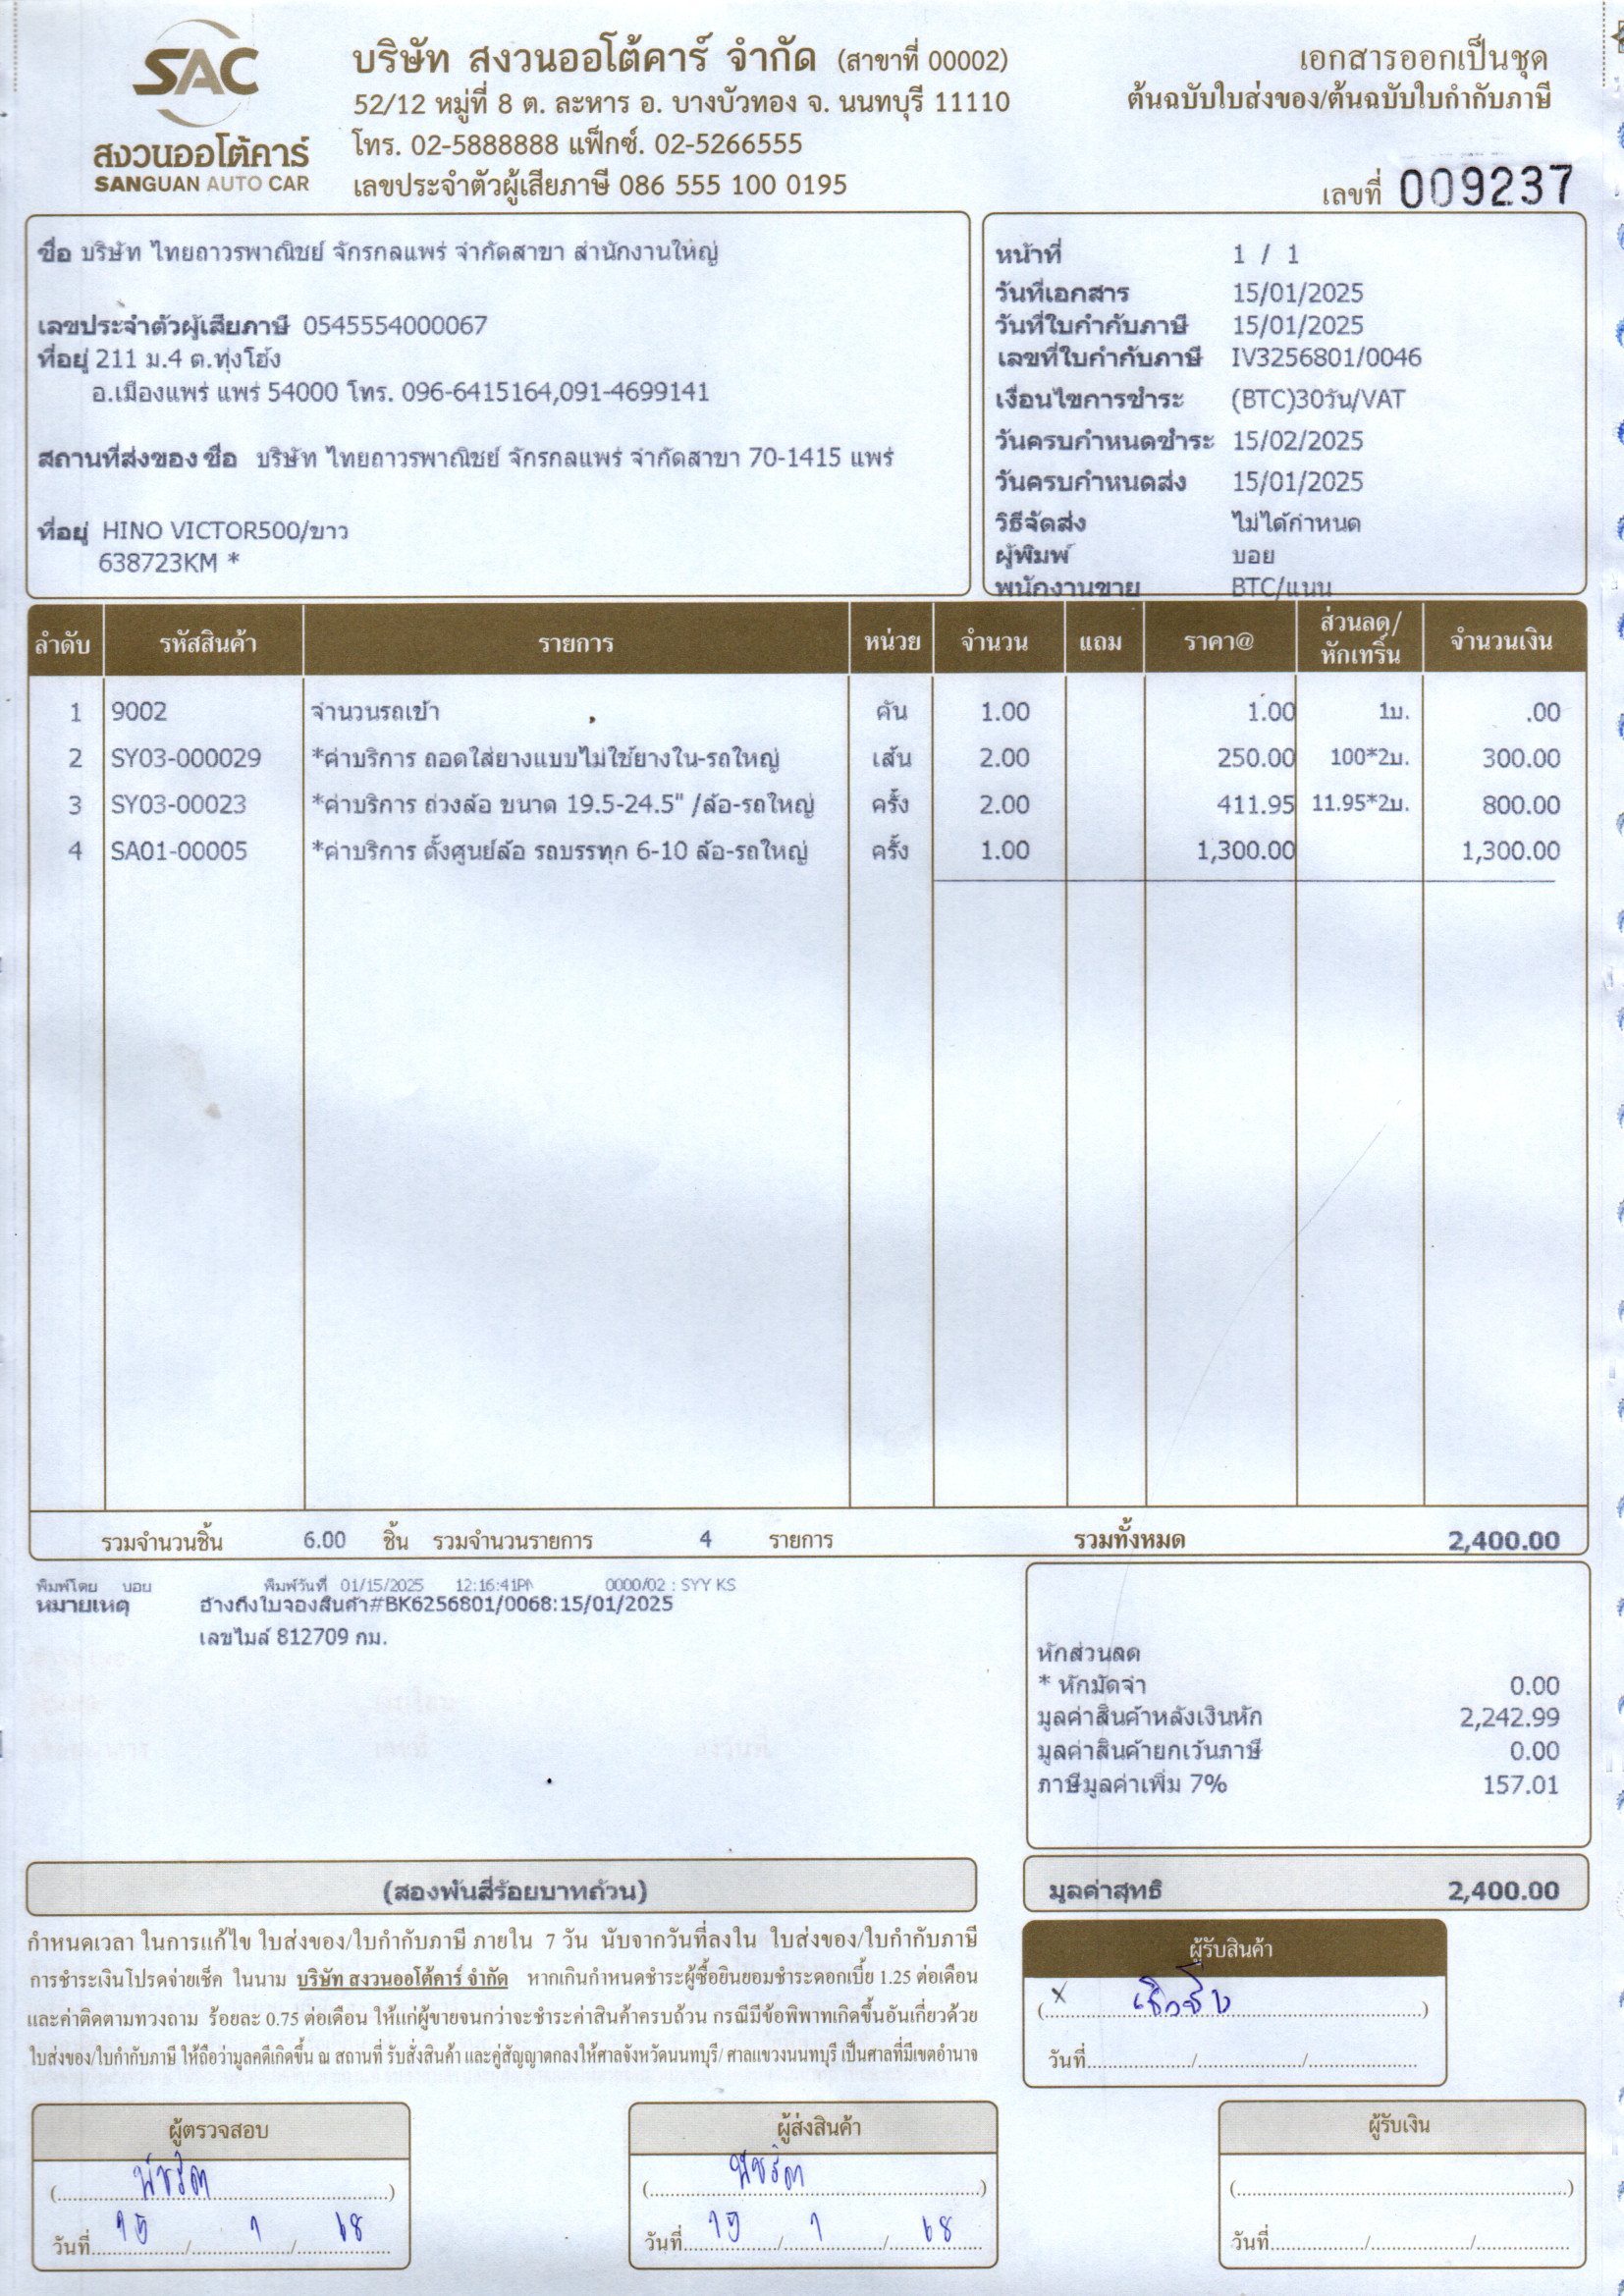 SAC
สงวนออโต้คาร์
SANGUAN AUTO CAR
บริษัท สงวนออโต้คาร์ จำกัด (สาขาที่ 00002)
52/12 หมู่ที่ 8 ต. ละหาร อ. บางบัวทอง จ. นนทบุรี 11110
โทร. 02-5888888 แฟ็กซ์. 02-5266555
เลขประจำตัวผู้เสียภาษี 086 555 100 0195
เอกสารออกเป็นชุด
ต้นฉบับใบส่งของ/ต้นฉบับใบกำกับภาษี
เลขที่ 009237
ชื่อ บริษัท ไทยถาวรพาณิชย์ จักรกลแพร่ จำกัดสาขา สำนักงานใหญ่
เลขประจำตัวผู้เสียภาษี 0545554000067
ที่อยู่ 211 ม.4 ต.ทุ่งโฮ้ง
อ.เมืองแพร่ แพร่ 54000 โทร. 096-6415164,091-4699141
สถานที่ส่งของ ชื่อ บริษัท ไทยถาวรพาณิชย์ จักรกลแพร่ จำกัดสาขา 70-1415 แพร่
ที่อยู่ HINO VICTOR500/ขาว
638723KM *
หน้าที่ 1 / 1
วันที่เอกสาร 15/01/2025
วันที่ใบกำกับภาษี 15/01/2025
เลขที่ใบกำกับภาษี IV3256801/0046
เงื่อนไขการชำระ (BTC)30วัน/VAT
วันครบกำหนดชำระ 15/02/2025
วันครบกำหนดส่ง 15/01/2025
วิธีจัดส่ง ไม่ได้กำหนด
ผู้พิมพ์ บอย
พนักงานขาย BTC/แนน
ลำดับ รหัสสินค้า รายการ หน่วย จำนวน แถม ราคา@ ส่วนลด/หักเทริ์น จำนวนเงิน
1 9002 จำนวนรถเข้า คัน 1.00 1.00 1บ. .00
2 SY03-000029 *ค่าบริการ ถอดใส่ยางแบบไม่ใช้ยางใน-รถใหญ่ เส้น 2.00 250.00 100*2บ. 300.00
3 SY03-00023 *ค่าบริการ ถ่วงล้อ ขนาด 19.5-24.5" /ล้อ-รถใหญ่ ครั้ง 2.00 411.95 11.95*2บ. 800.00
4 SA01-00005 *ค่าบริการ ตั้งศูนย์ล้อ รถบรรทุก 6-10 ล้อ-รถใหญ่ ครั้ง 1.00 1,300.00 1,300.00
รวมจำนวนชิ้น 6.00 ชิ้น รวมจำนวนรายการ 4 รายการ รวมทั้งหมด 2,400.00
พิมพ์โดย บอย พิมพ์วันที่ 01/15/2025 12:16:41PM 0000/02 : SYY KS
หมายเหตุ อ้างถึงใบจองสินค้า#BK6256801/0068:15/01/2025
เลขไมล์ 812709 กม.
หักส่วนลด
* หักมัดจำ 0.00
มูลค่าสินค้าหลังเงินหัก 2,242.99
มูลค่าสินค้ายกเว้นภาษี 0.00
ภาษีมูลค่าเพิ่ม 7% 157.01
(สองพันสี่ร้อยบาทถ้วน)
มูลค่าสุทธิ 2,400.00
กำหนดเวลา ในการแก้ไข ใบส่งของ/ใบกำกับภาษี ภายใน 7 วัน นับจากวันที่ลงใน ใบส่งของ/ใบกำกับภาษี
การชำระเงินโปรดจ่ายเช็ค ในนาม บริษัท สงวนออโต้คาร์ จำกัด หากเกินกำหนดชำระผู้ซื้อยินยอมชำระดอกเบี้ย 1.25 ต่อเดือน
และค่าติดตามทวงถาม ร้อยละ 0.75 ต่อเดือน ให้แก่ผู้ขายจนกว่าจะชำระค่าสินค้าครบถ้วน กรณีมีข้อพิพาทเกิดขึ้นอันเกี่ยวด้วย
ใบส่งของ/ใบกำกับภาษี ให้ถือว่ามูลคดีเกิดขึ้น ณ สถานที่ รับสั่งสินค้า และคู่สัญญาตกลงให้ศาลจังหวัดนนทบุรี/ ศาลแขวงนนทบุรี เป็นศาลที่มีเขตอำนาจ
ผู้รับสินค้า
วันที่
ผู้ตรวจสอบ
พัชริดา
วันที่ 15 / 1 / 68
ผู้ส่งสินค้า
พัชริดา
วันที่ 15 / 1 / 68
ผู้รับเงิน
วันที่